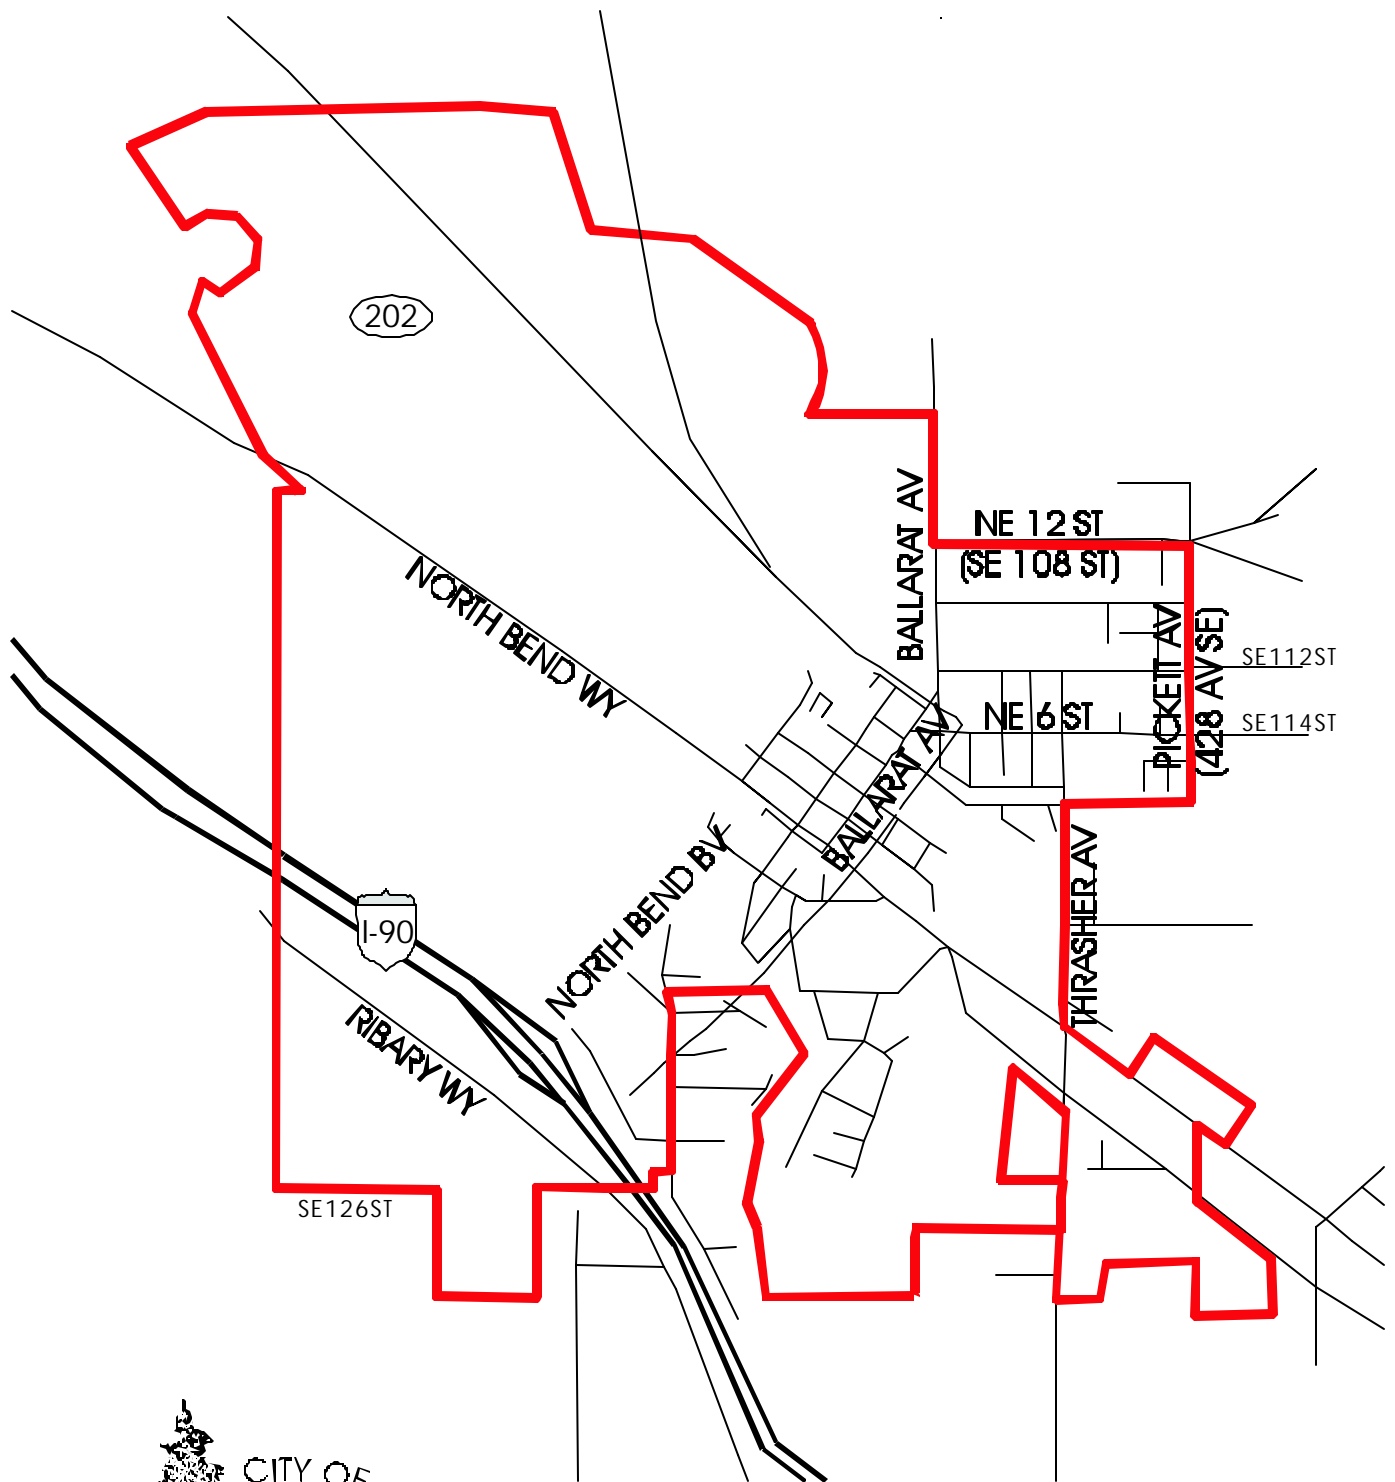 202
BALLARAT AV
NE 12 ST
(SE 108 ST)
NORTH BEND WY
PICKETT AV
(428 AV SE)
SE112ST
NE 6 ST
SE114ST
BALLARAT AV
NORTH BEND BV
THRASHER AV
I-90
RIBARY WY
SE126ST
CITY OF